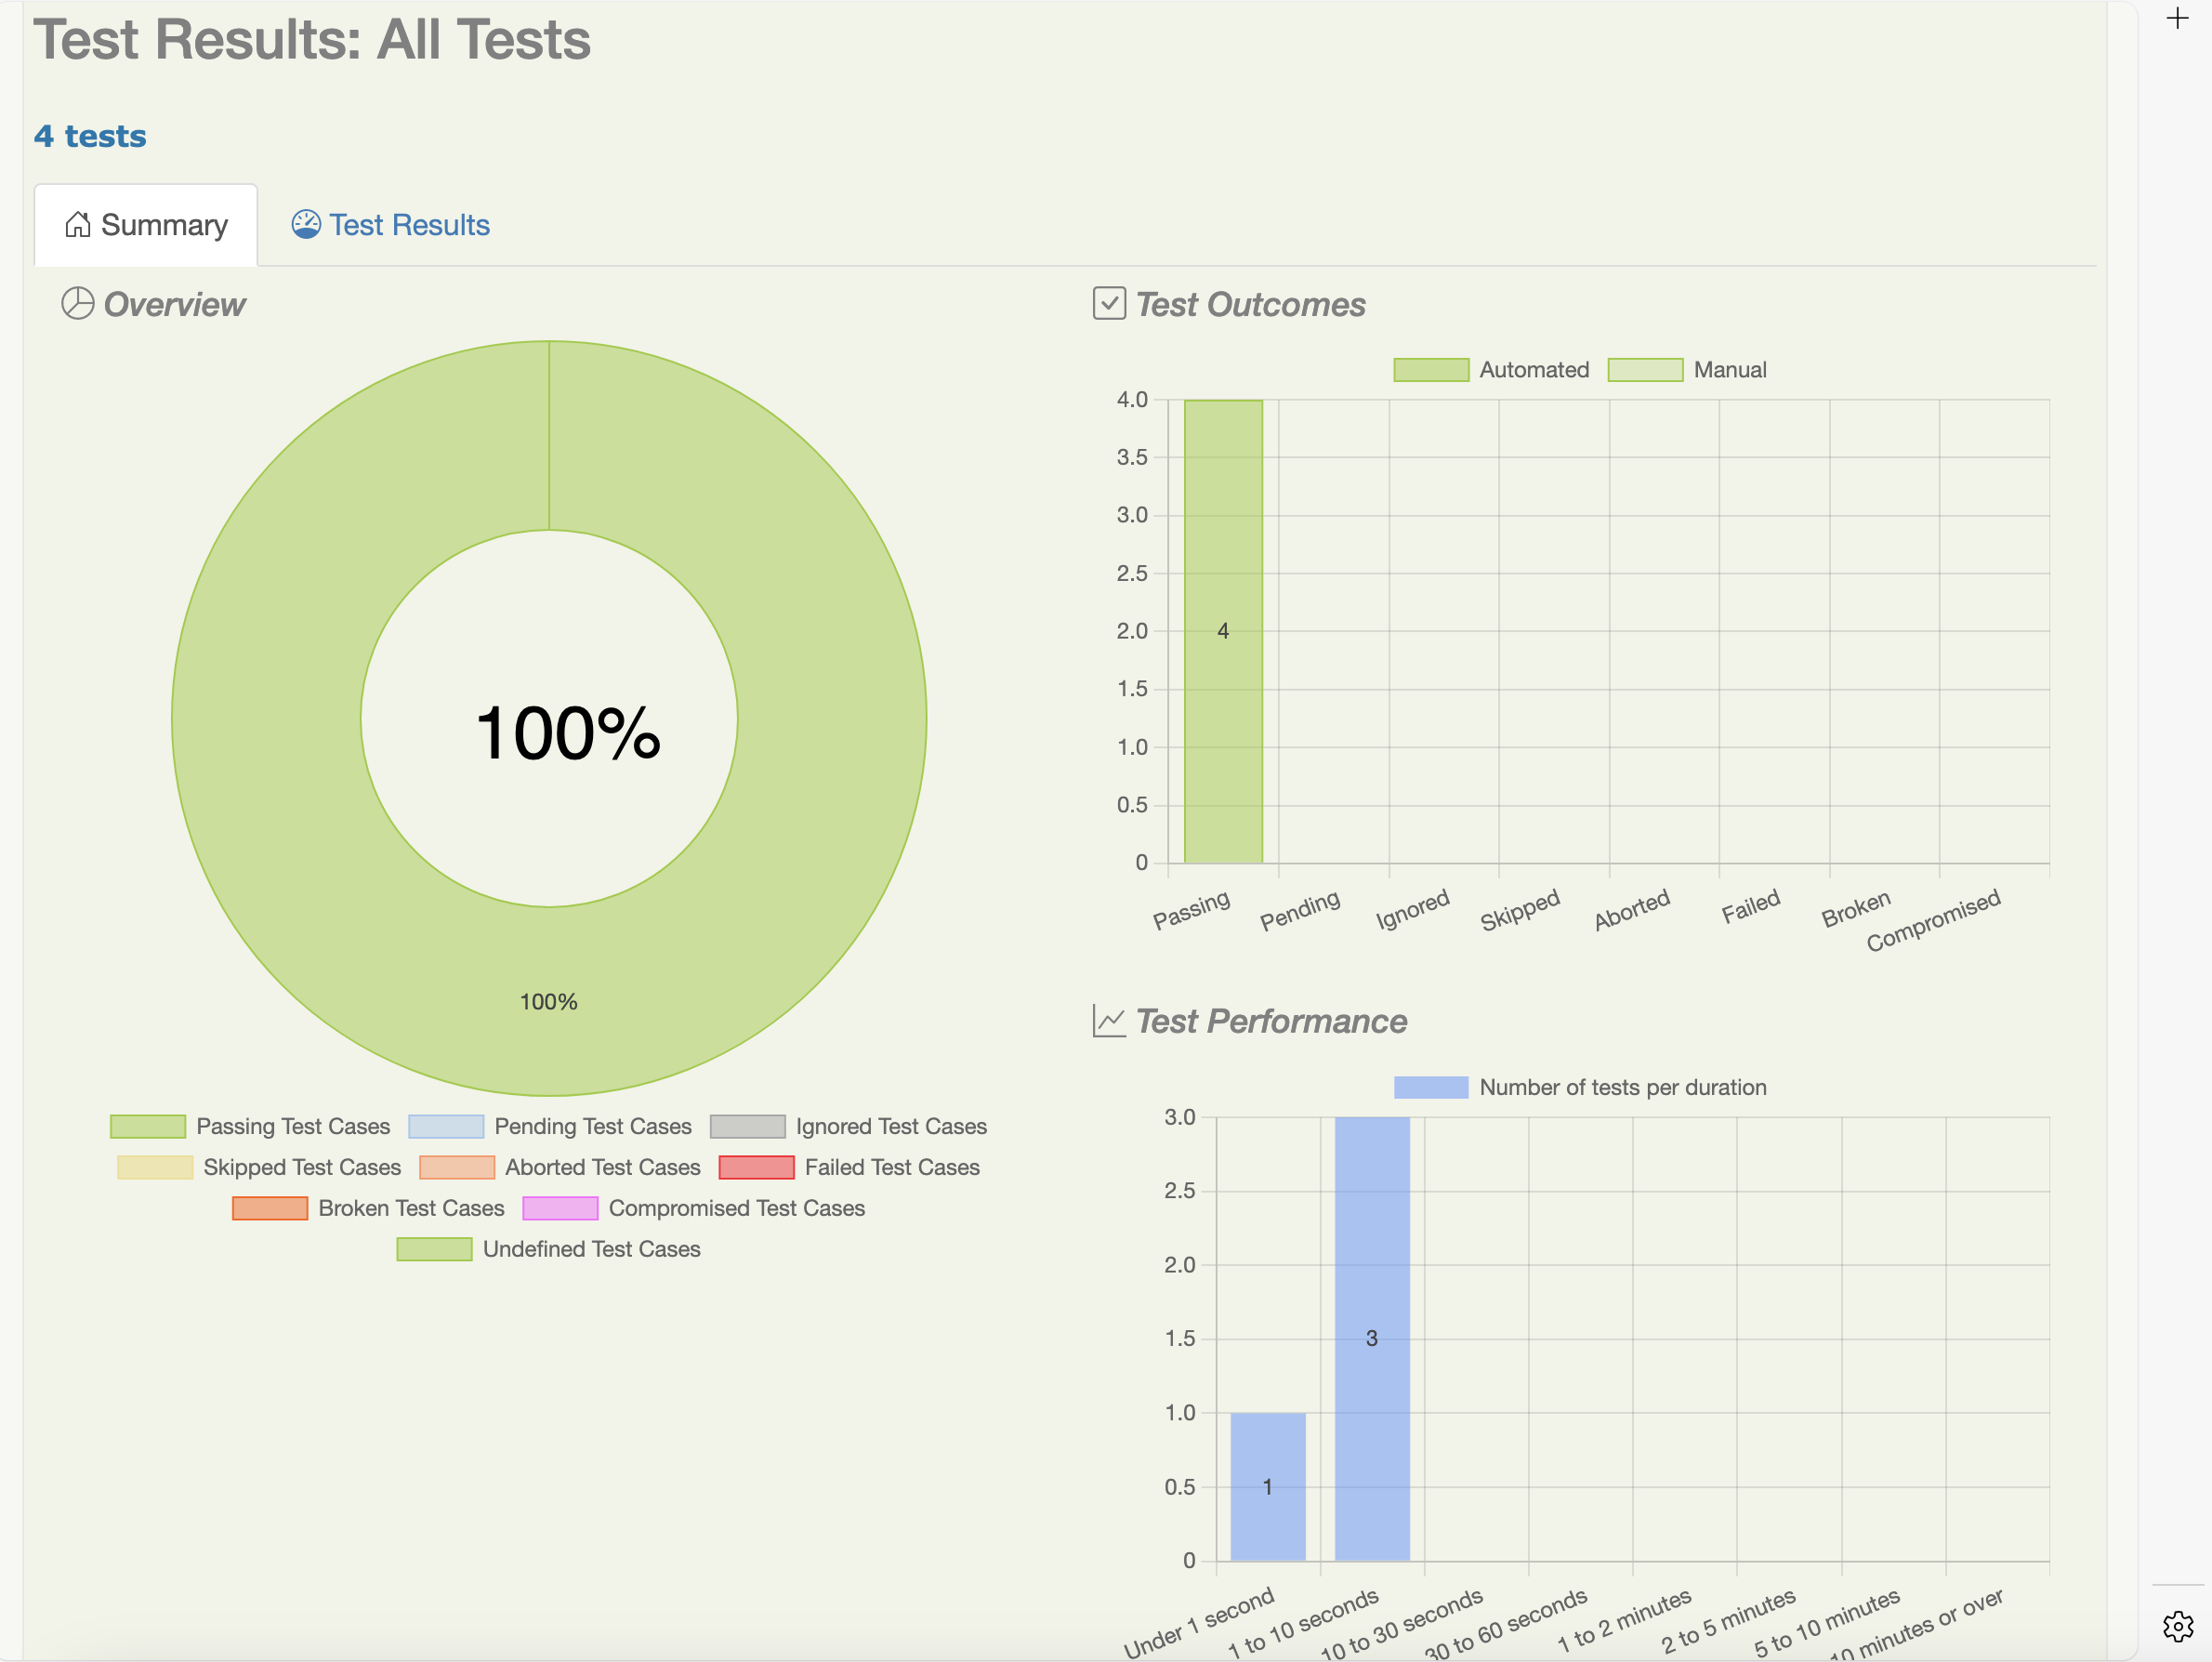 Test Results: All Tests
4 tests
Summary
Test Results
Overview
100%
100%
Passing Test Cases
Pending Test Cases
Ignored Test Cases
Skipped Test Cases
Aborted Test Cases
Failed Test Cases
Broken Test Cases
Compromised Test Cases
Undefined Test Cases
Test Outcomes
Automated
Manual
4.0
3.5
3.0
2.5
2.0
1.5
1.0
0.5
0
4
Passing
Pending
Ignored
Skipped
Aborted
Failed
Broken
Compromised
Test Performance
Number of tests per duration
3.0
2.5
2.0
1.5
1.0
0.5
0
1
3
Under 1 second
1 to 10 seconds
10 to 30 seconds
30 to 60 seconds
1 to 2 minutes
2 to 5 minutes
5 to 10 minutes
10 minutes or over